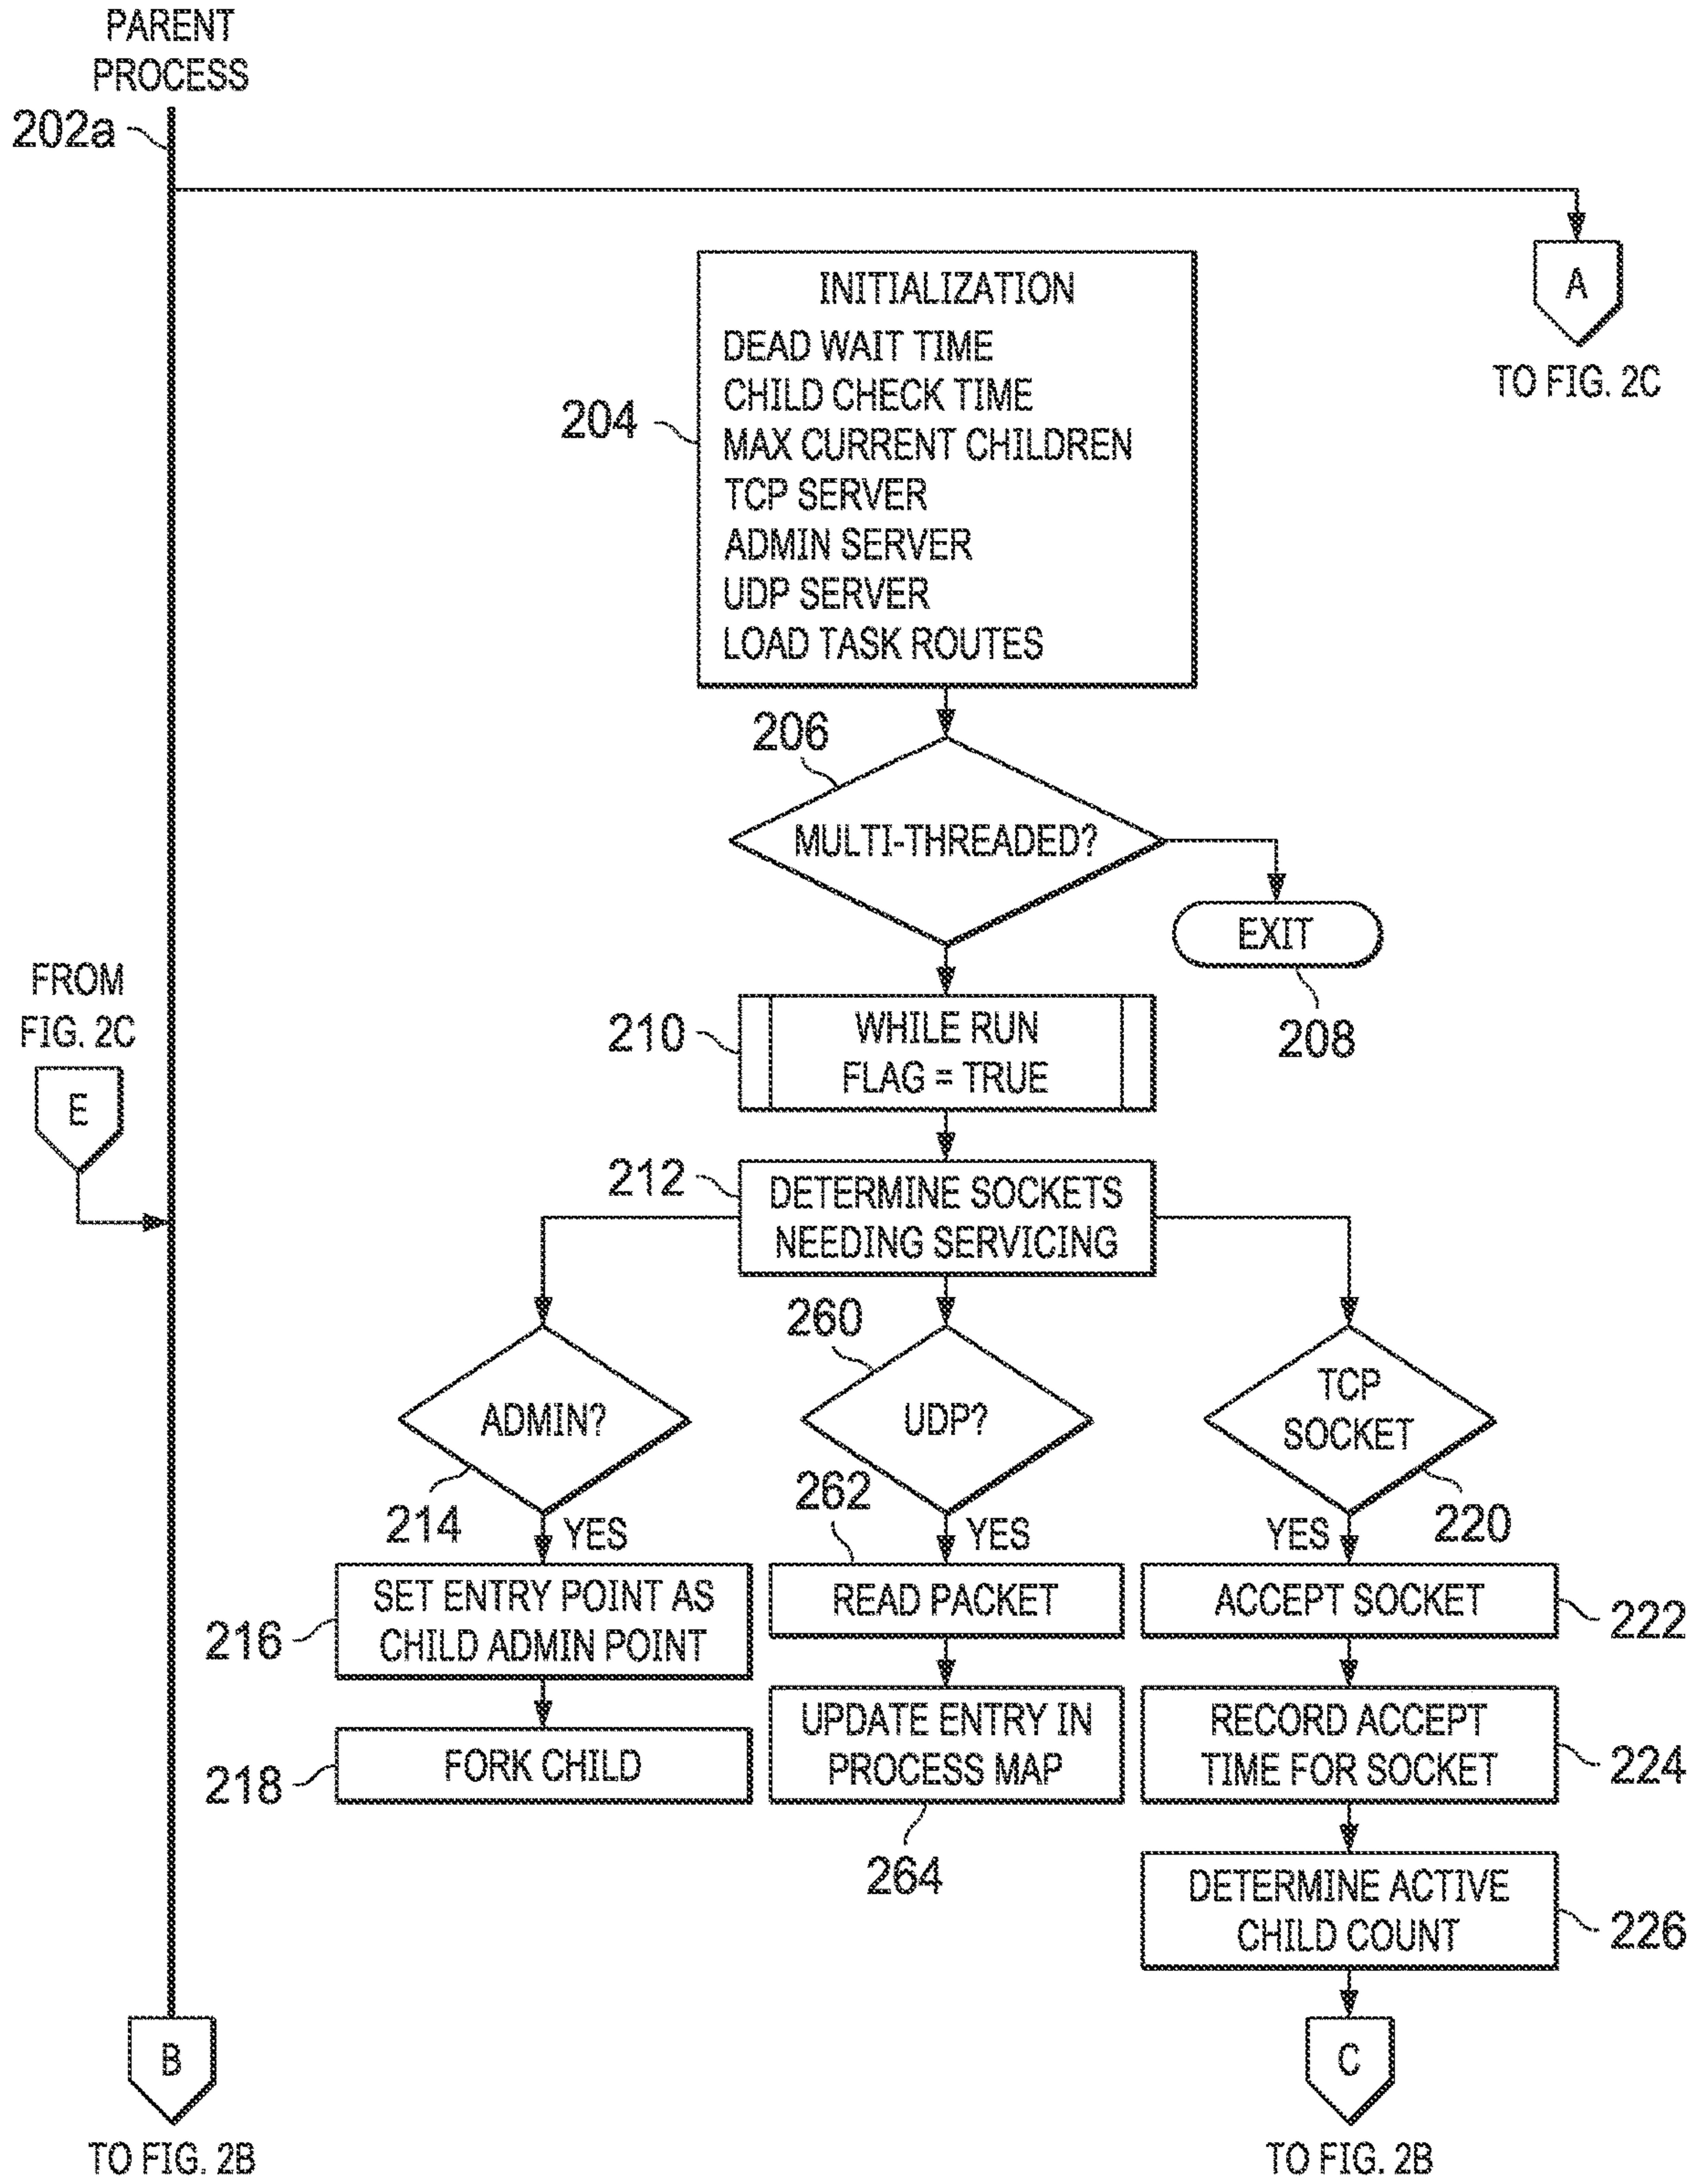 PARENT
PROCESS
202a
A
TO FIG. 2C
INITIALIZATION
DEAD WAIT TIME
CHILD CHECK TIME
MAX CURRENT CHILDREN
TCP SERVER
ADMIN SERVER
UDP SERVER
LOAD TASK ROUTES
204
206
MULTI-THREADED?
EXIT
208
FROM
FIG. 2C
E
210
WHILE RUN
FLAG = TRUE
212
DETERMINE SOCKETS
NEEDING SERVICING
260
ADMIN?
UDP?
TCP
SOCKET
214
YES
262
YES
YES
220
SET ENTRY POINT AS
CHILD ADMIN POINT
216
READ PACKET
ACCEPT SOCKET
222
FORK CHILD
218
UPDATE ENTRY IN
PROCESS MAP
264
RECORD ACCEPT
TIME FOR SOCKET
224
DETERMINE ACTIVE
CHILD COUNT
226
B
TO FIG. 2B
C
TO FIG. 2B